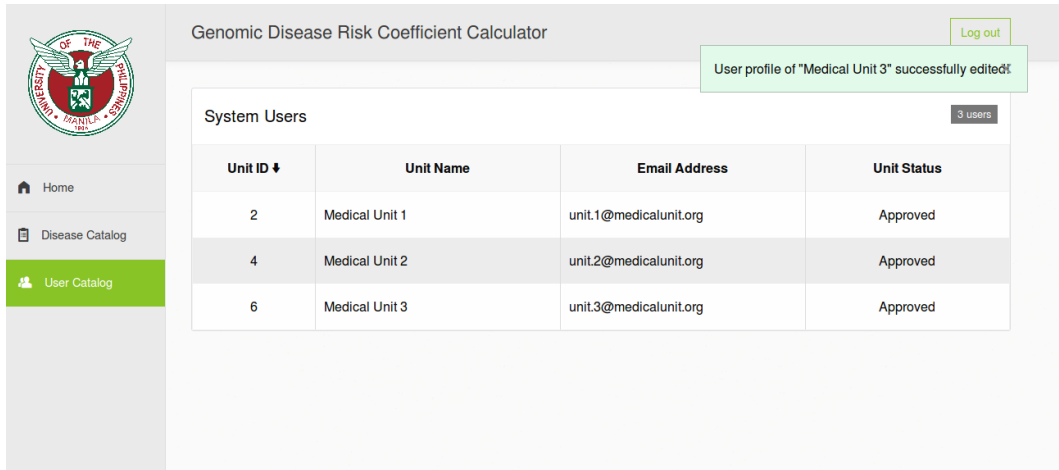 UNIVERSITY OF THE PHILIPPINES
MANILA
Genomic Disease Risk Coefficient Calculator
Log out
User profile of "Medical Unit 3" successfully edited
System Users
3 users
Unit ID Unit Name Email Address Unit Status
2 Medical Unit 1 unit.1@medicalunit.org Approved
4 Medical Unit 2 unit.2@medicalunit.org Approved
6 Medical Unit 3 unit.3@medicalunit.org Approved
Home
Disease Catalog
User Catalog